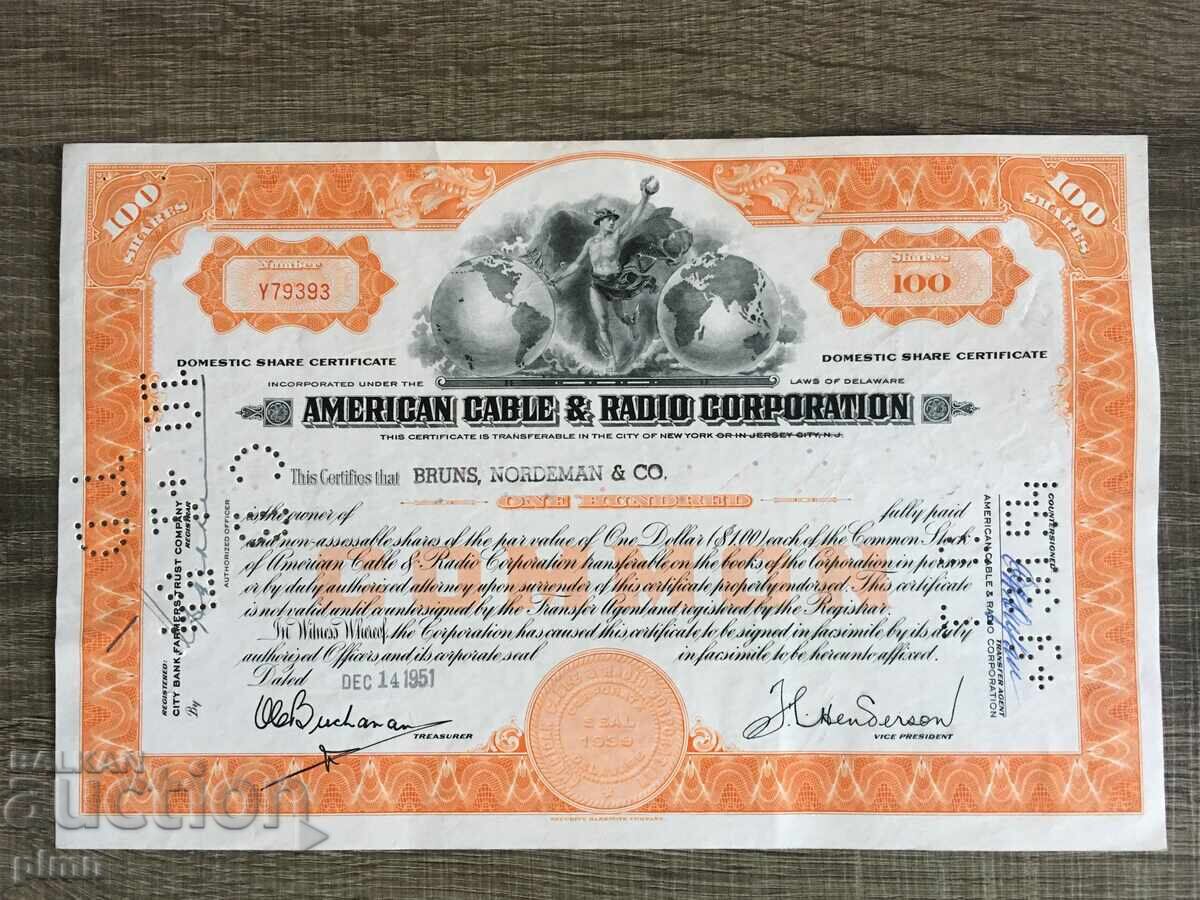 100 SHARES
100 SHARES
Number
Y79393
Shares
100
DOMESTIC SHARE CERTIFICATE
DOMESTIC SHARE CERTIFICATE
INCORPORATED UNDER THE LAWS OF DELAWARE
AMERICAN CABLE & RADIO CORPORATION
THIS CERTIFICATE IS TRANSFERABLE IN THE CITY OF NEW YORK OR IN JERSEY CITY, N.J.
This Certifies that BRUNS, NORDEMAN & CO.
ONE HUNDRED
is the owner of fully paid
and non-assessable shares of the par value of One Dollar ($1.00) each of the Common Stock
of American Cable & Radio Corporation transferable on the books of the Corporation in person
or by duly authorized attorney upon surrender of this certificate properly endorsed. This certificate
is not valid until countersigned by the Transfer Agent and registered by the Registrar.
In Witness Whereof, the Corporation has caused this certificate to be signed in facsimile by its duly
authorized Officers and its corporate seal in facsimile to be hereunto affixed.
Dated DEC 14 1951
COMMON
TREASURER
SEAL
1939
Henderson
VICE PRESIDENT
SECURITY BANKNOTE COMPANY
REGISTERED:
CITY BANK FARMERS TRUST COMPANY
REGISTRAR
By
AUTHORIZED OFFICER
COUNTERSIGNED
AMERICAN CABLE & RADIO CORPORATION
TRANSFER AGENT
BALKAN
auction
plmn